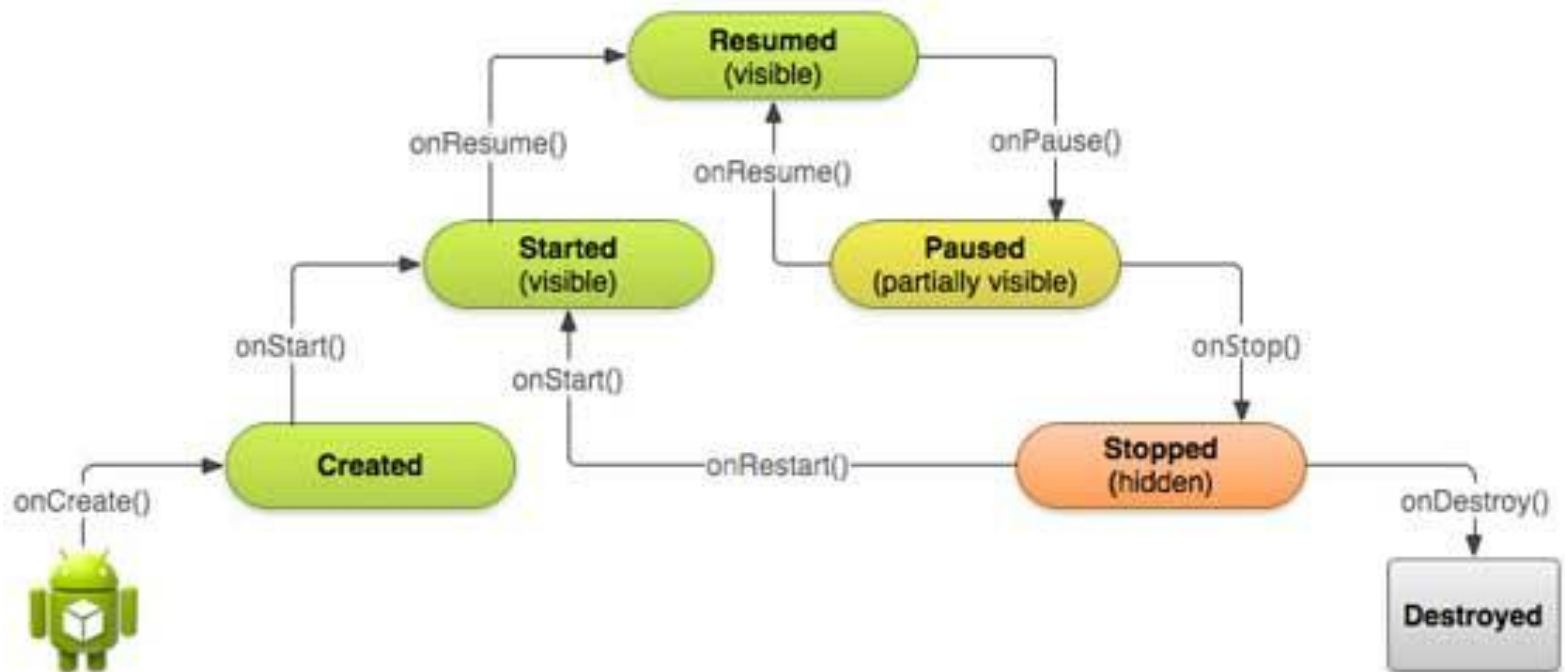 Resumed
(visible)
onResume()
onPause()
onResume()
Started
(visible)
Paused
(partially visible)
onStart()
onStop()
onStart()
Created
onRestart()
Stopped
(hidden)
onCreate()
onDestroy()
Destroyed